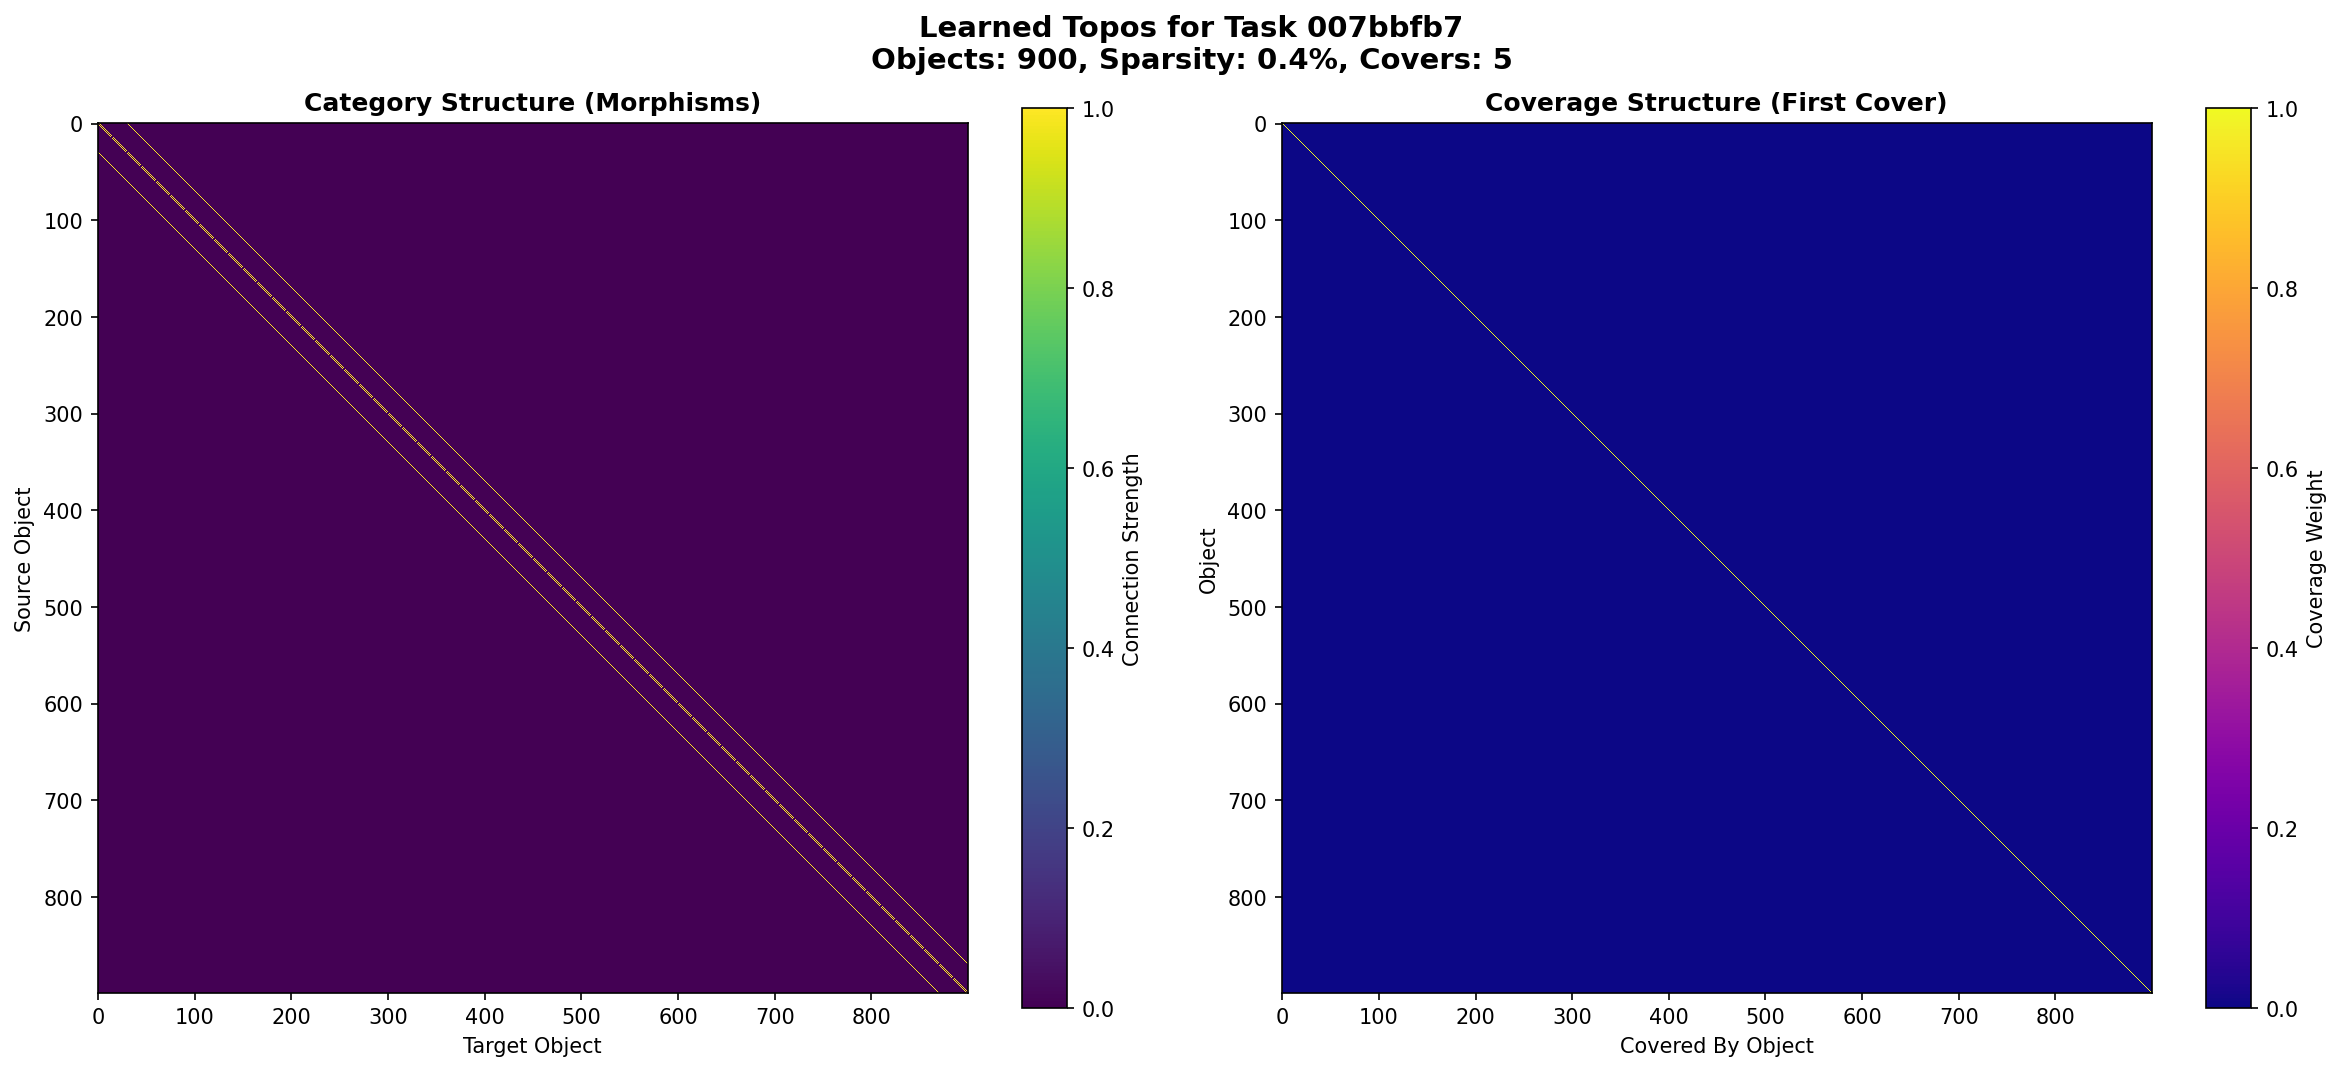 Learned Topos for Task 007bbfb7
Objects: 900, Sparsity: 0.4%, Covers: 5
Category Structure (Morphisms)
0
100
200
300
400
500
600
700
800
Source Object
0 100 200 300 400 500 600 700 800
Target Object
1.0
0.8
0.6
0.4
0.2
0.0
Connection Strength
Coverage Structure (First Cover)
0
100
200
300
400
500
600
700
800
Object
0 100 200 300 400 500 600 700 800
Covered By Object
1.0
0.8
0.6
0.4
0.2
0.0
Coverage Weight